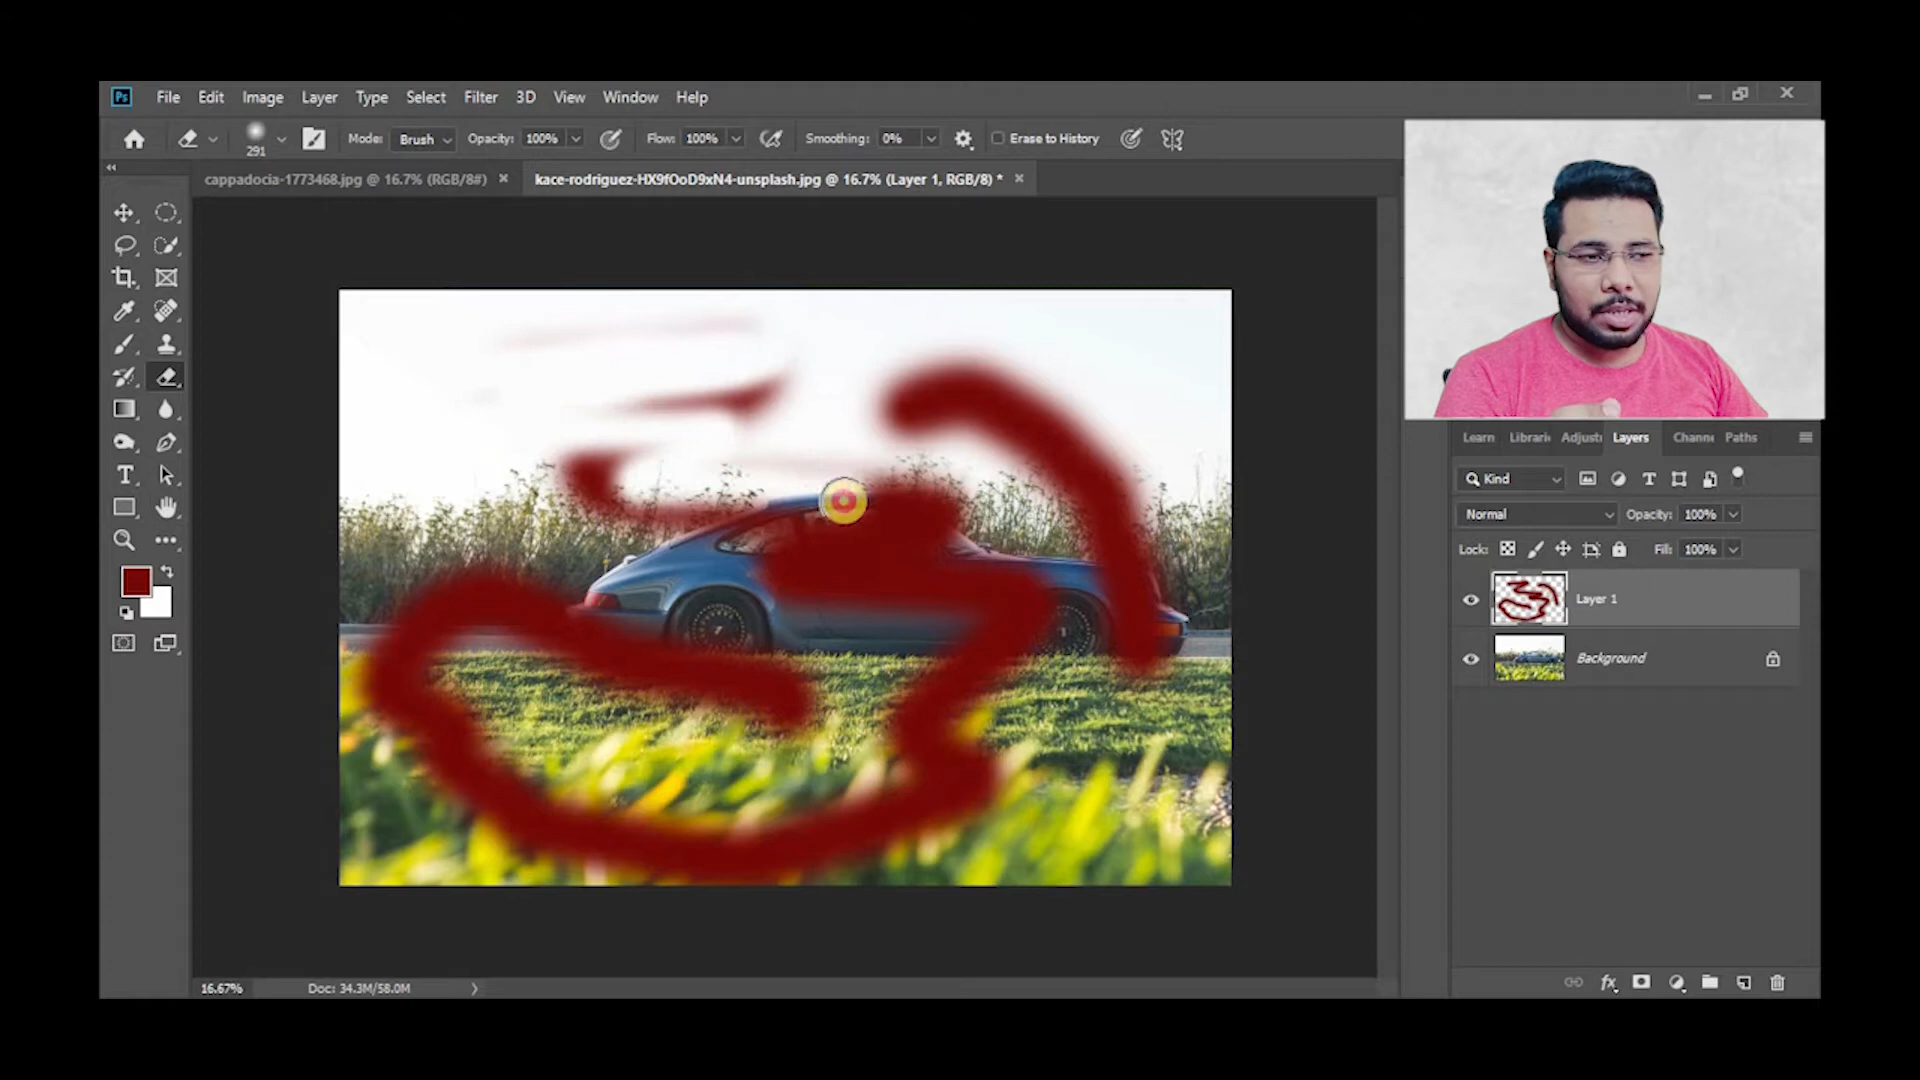 Ps File Edit Image Layer Type Select Filter 3D View Window Help
291 Mode: Brush Opacity: 100% Flow: 100% Smoothing: 0% Erase to History
cappadocia-1773468.jpg @ 16.7% (RGB/8#) kace-rodriguez-HX9fOoD9xN4-unsplash.jpg @ 16.7% (Layer 1, RGB/8) *
Learn Librari Adjust Layers Chann Paths
Kind
Normal Opacity: 100%
Lock: Fill: 100%
Layer 1
Background
16.67% Doc: 34.3M/58.0M